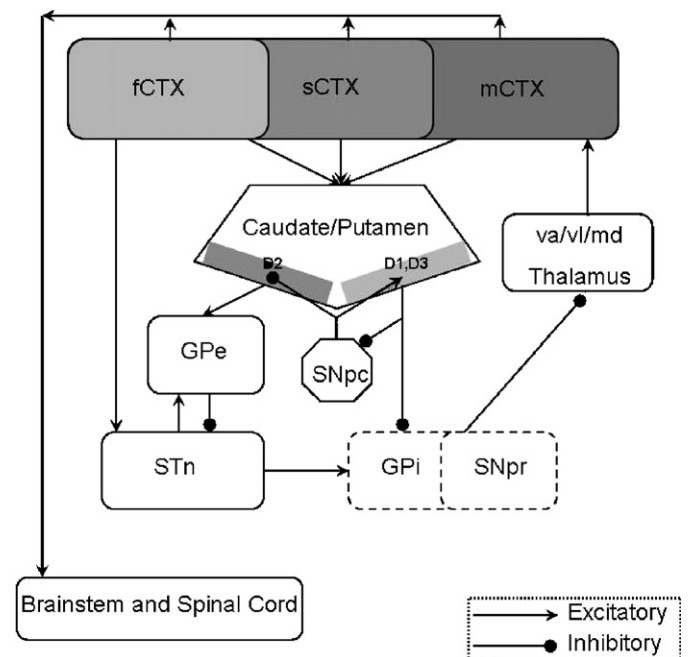 fCTX sCTX mCTX
Caudate/Putamen
D2 D1,D3
va/vl/md
Thalamus
GPe
SNpc
STn
GPi SNpr
Brainstem and Spinal Cord
Excitatory
Inhibitory